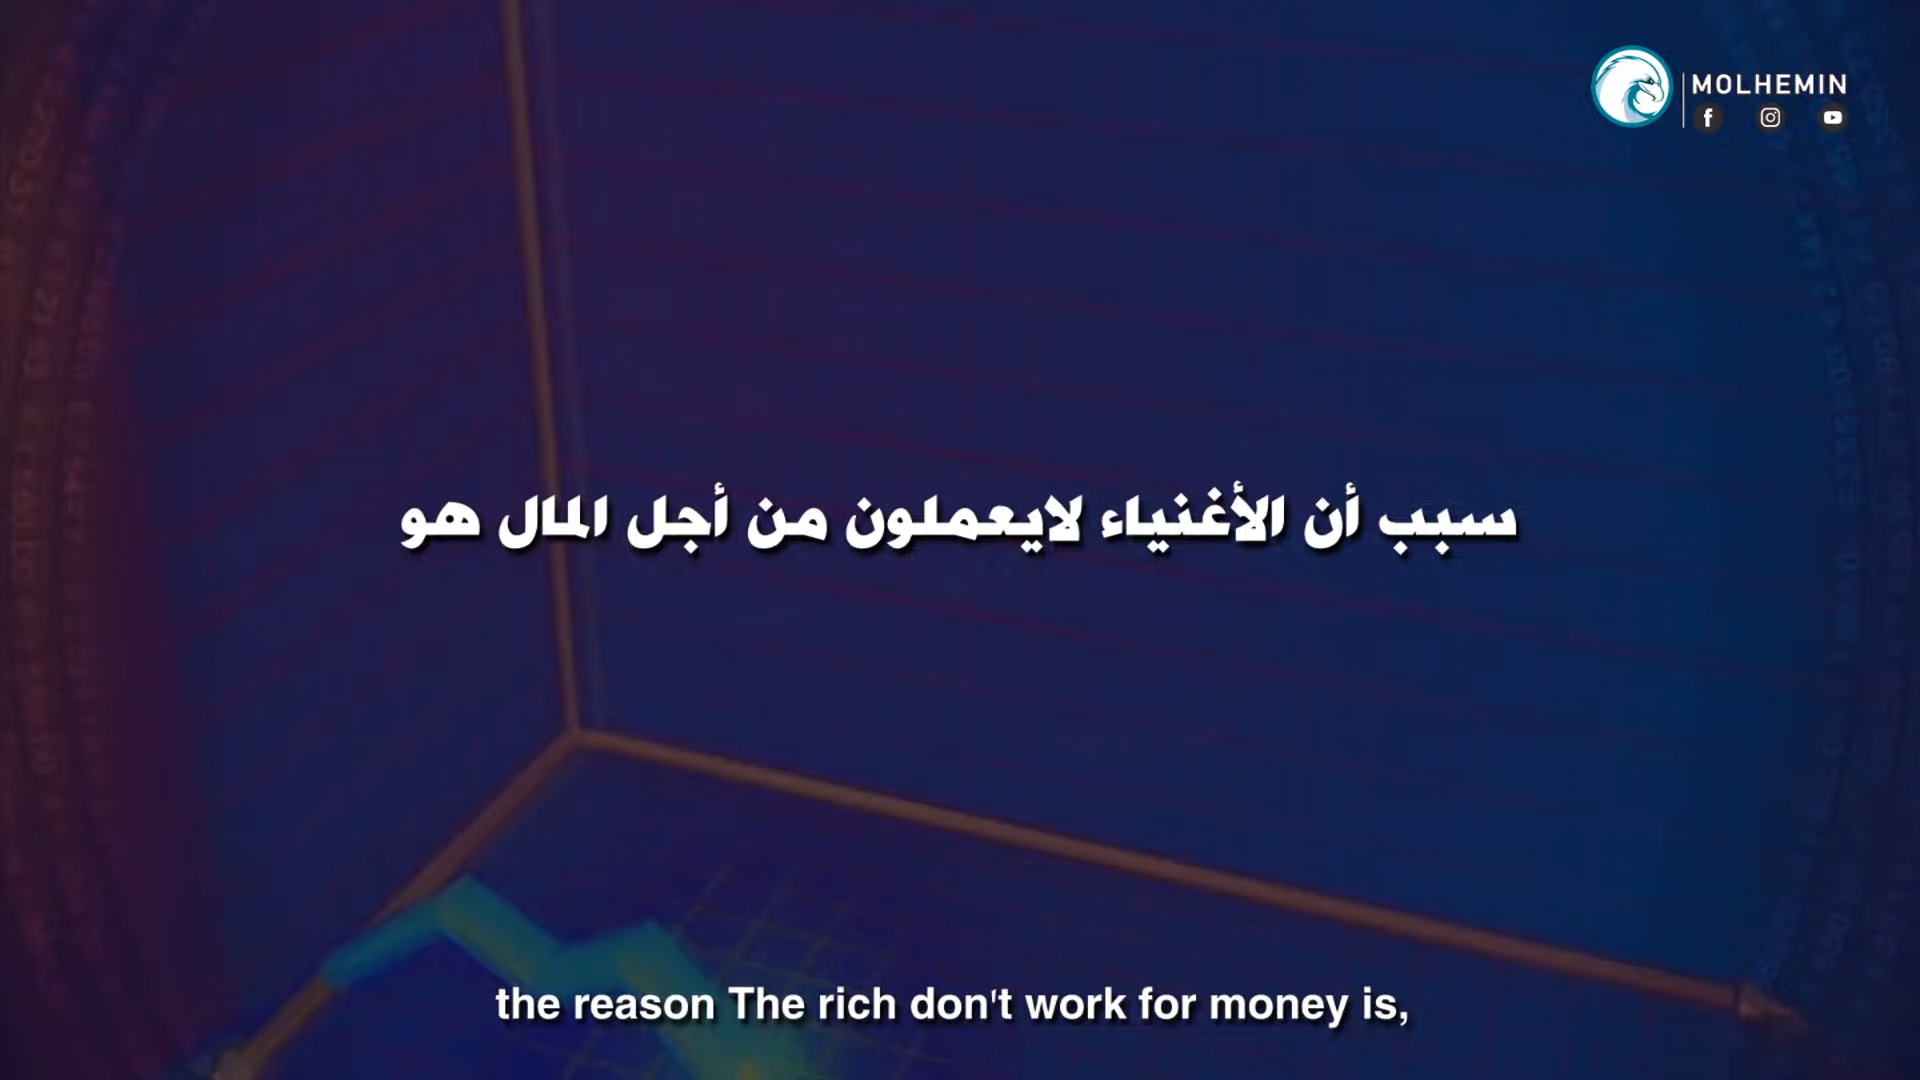 MOLHEMIN
سبب أن الأغنياء لايعملون من أجل المال هو
the reason The rich don't work for money is,